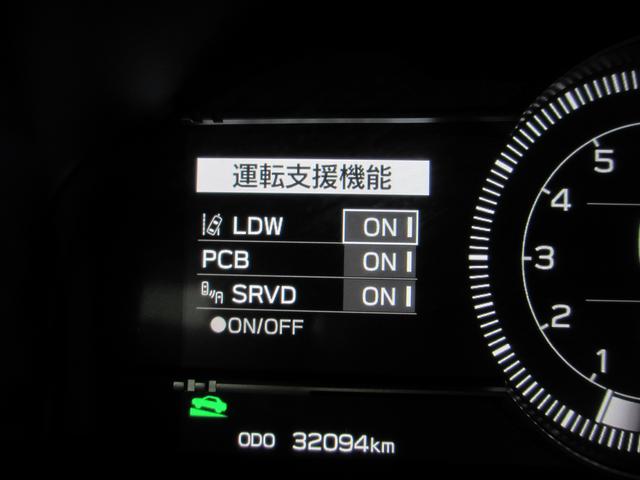 運転支援機能
LDW ON
PCB ON
SRVD ON
●ON/OFF
ODO 32094km
5
4
3
2
1